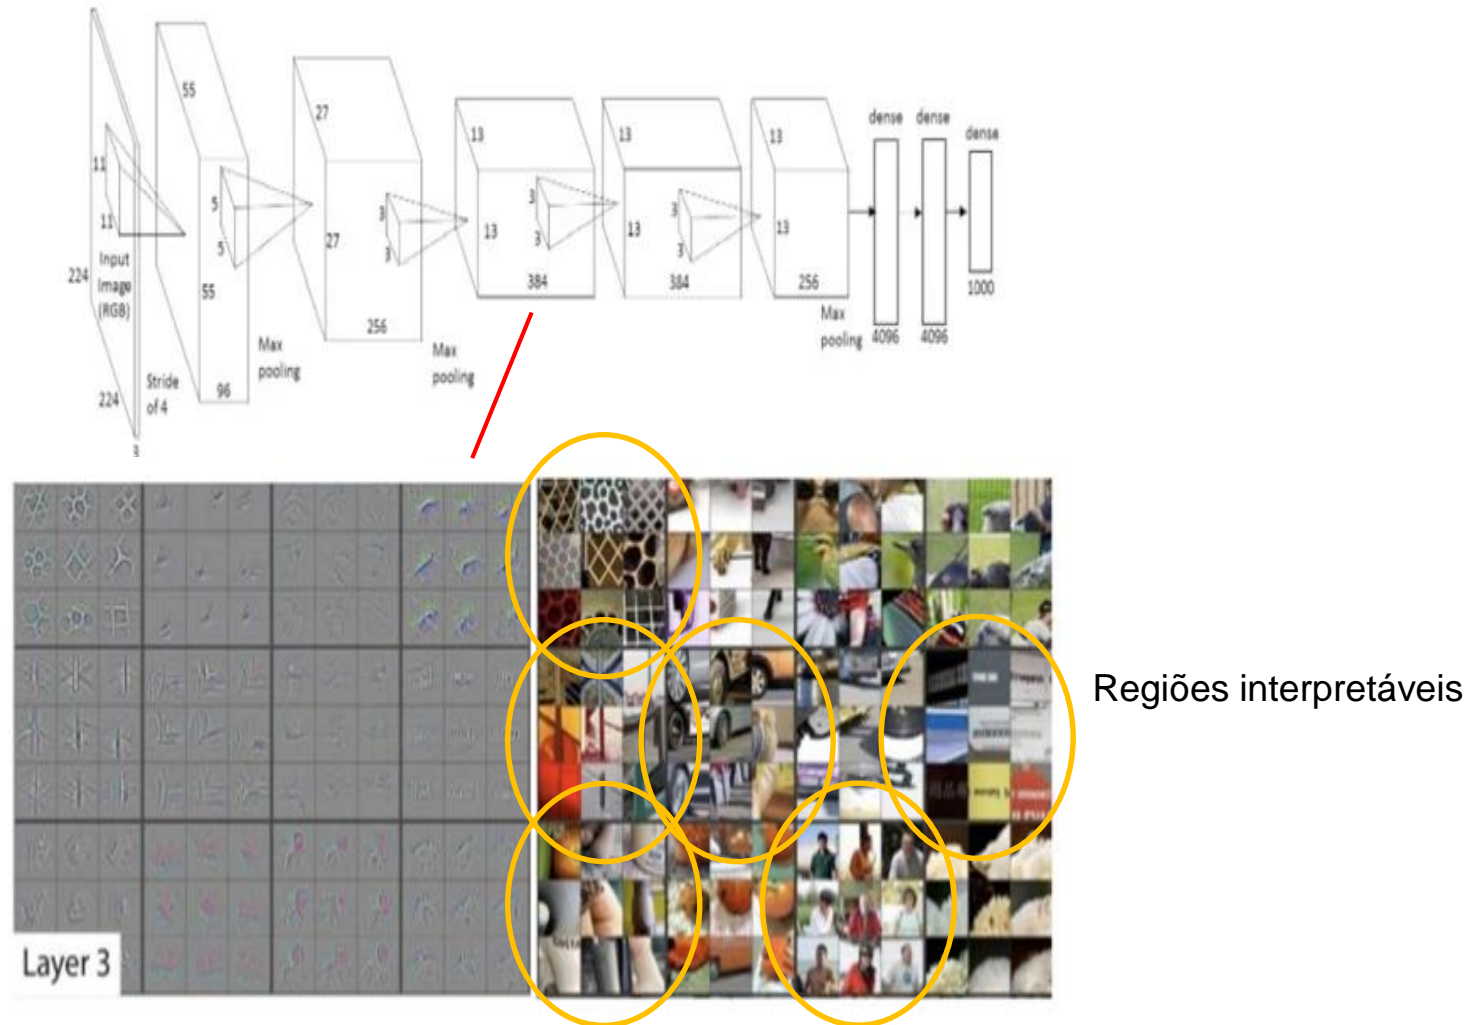 55
27
13
13
13
dense
dense
dense
11
11
5
5
3
3
3
3
3
3
224
Input
Image
(RGB)
55
27
13
13
13
384
384
256
1000
256
Max
pooling
Max
pooling
Max
pooling
4096
4096
96
Stride
of 4
224
3
Regiões interpretáveis
Layer 3